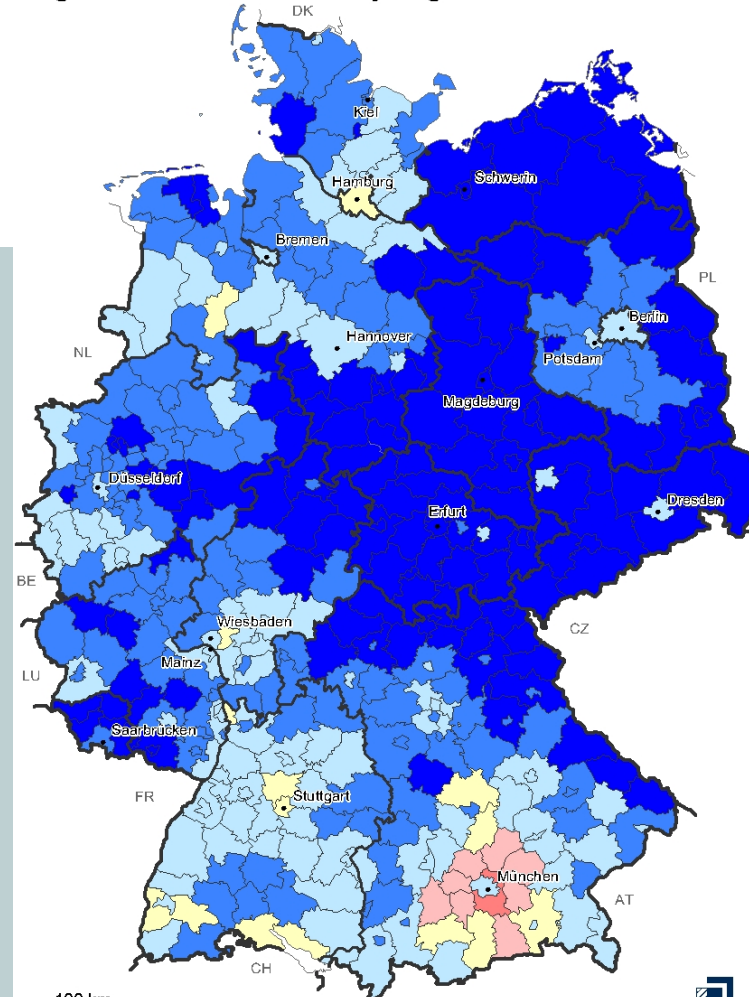 DK
Kiel
Hamburg
Schwerin
Bremen
PL
Berlin
Hannover
NL
Potsdam
Magdeburg
Düsseldorf
Dresden
Erfurt
BE
Wiesbaden
CZ
Mainz
LU
Saarbrücken
FR
Stuttgart
München
AT
CH